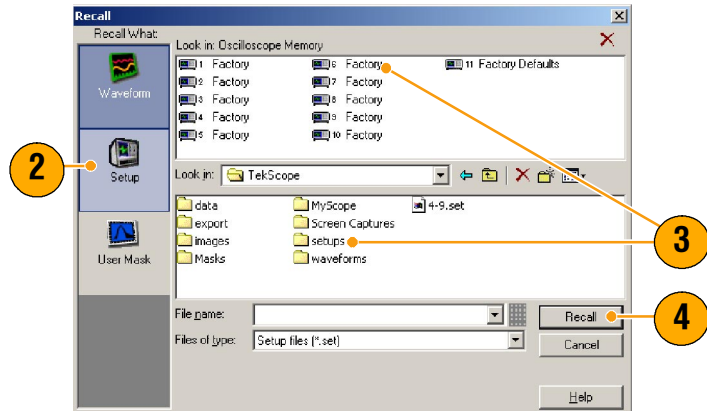 Recall
Recall What:
Look in: Oscilloscope Memory
1 Factory
6 Factory
11 Factory Defaults
2 Factory
7 Factory
3 Factory
8 Factory
4 Factory
9 Factory
5 Factory
10 Factory
Waveform
2
Setup
User Mask
Look in:
TekScope
data
MyScope
4-9.set
export
Screen Captures
images
setups
Masks
waveforms
3
File name:
Recall
4
Files of type:
Setup files (*.set)
Cancel
Help